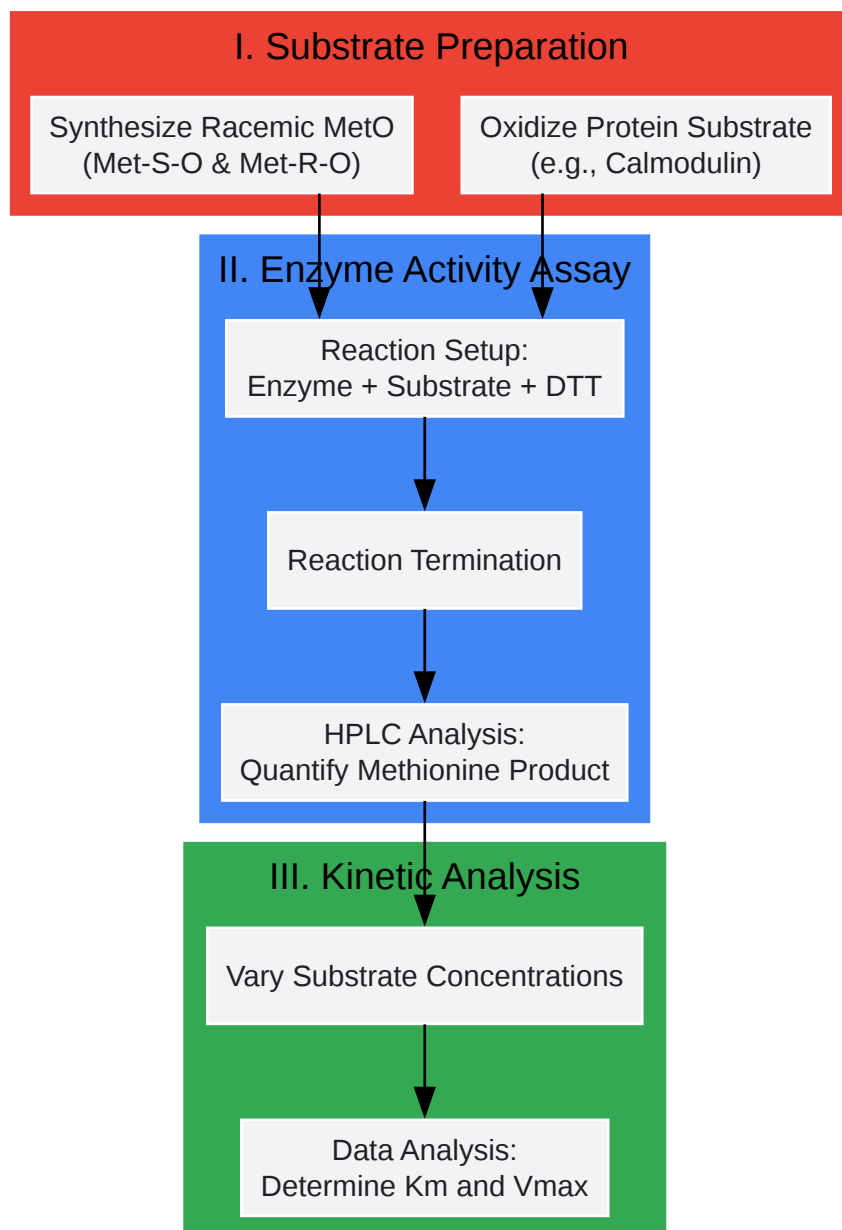 I. Substrate Preparation
Synthesize Racemic MetO
(Met-S-O & Met-R-O)
Oxidize Protein Substrate
(e.g., Calmodulin)
II. Enzyme Activity Assay
Reaction Setup:
Enzyme + Substrate + DTT
Reaction Termination
HPLC Analysis:
Quantify Methionine Product
III. Kinetic Analysis
Vary Substrate Concentrations
Data Analysis:
Determine Km and Vmax